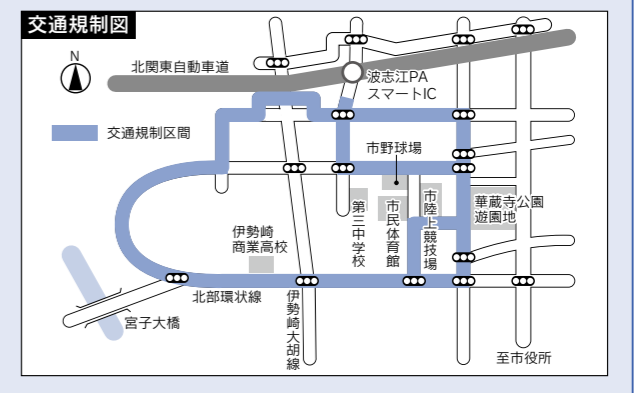 交通規制図
N
北関東自動車道
波志江PA
スマートIC
交通規制区間
市野球場
第三中学校
市民体育館
市陸上競技場
華蔵寺公園
遊園地
伊勢崎
商業高校
北部環状線
伊勢崎大胡線
宮子大橋
至市役所